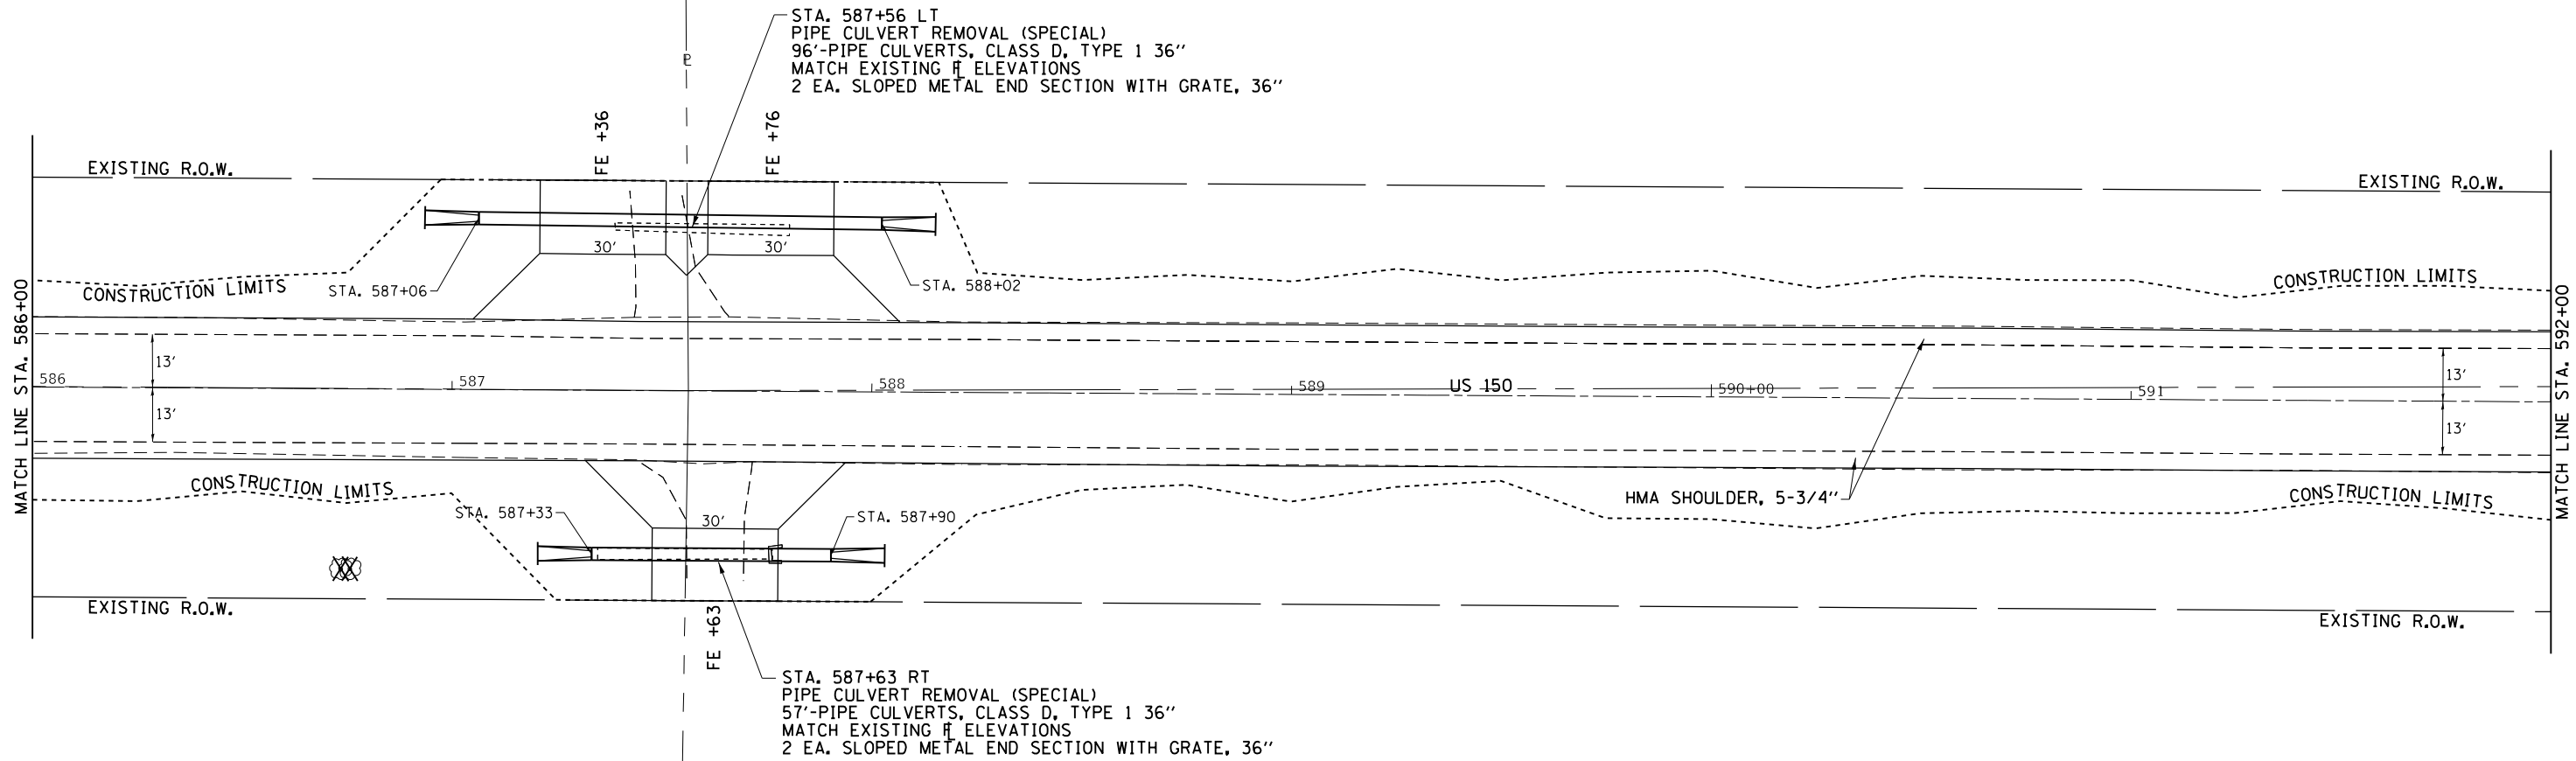 STA. 587+56 LT
PIPE CULVERT REMOVAL (SPECIAL)
96'-PIPE CULVERTS, CLASS D, TYPE 1 36"
MATCH EXISTING FL ELEVATIONS
2 EA. SLOPED METAL END SECTION WITH GRATE, 36"
PL
FE +36
FE +76
EXISTING R.O.W.
EXISTING R.O.W.
30'
30'
CONSTRUCTION LIMITS
STA. 587+06
STA. 588+02
CONSTRUCTION LIMITS
MATCH LINE STA. 586+00
MATCH LINE STA. 592+00
13'
13'
586
587
588
589
US 150
590+00
591
13'
13'
CONSTRUCTION LIMITS
STA. 587+33
30'
STA. 587+90
HMA SHOULDER, 5-3/4"
CONSTRUCTION LIMITS
EXISTING R.O.W.
FE +63
EXISTING R.O.W.
STA. 587+63 RT
PIPE CULVERT REMOVAL (SPECIAL)
57'-PIPE CULVERTS, CLASS D, TYPE 1 36"
MATCH EXISTING FL ELEVATIONS
2 EA. SLOPED METAL END SECTION WITH GRATE, 36"